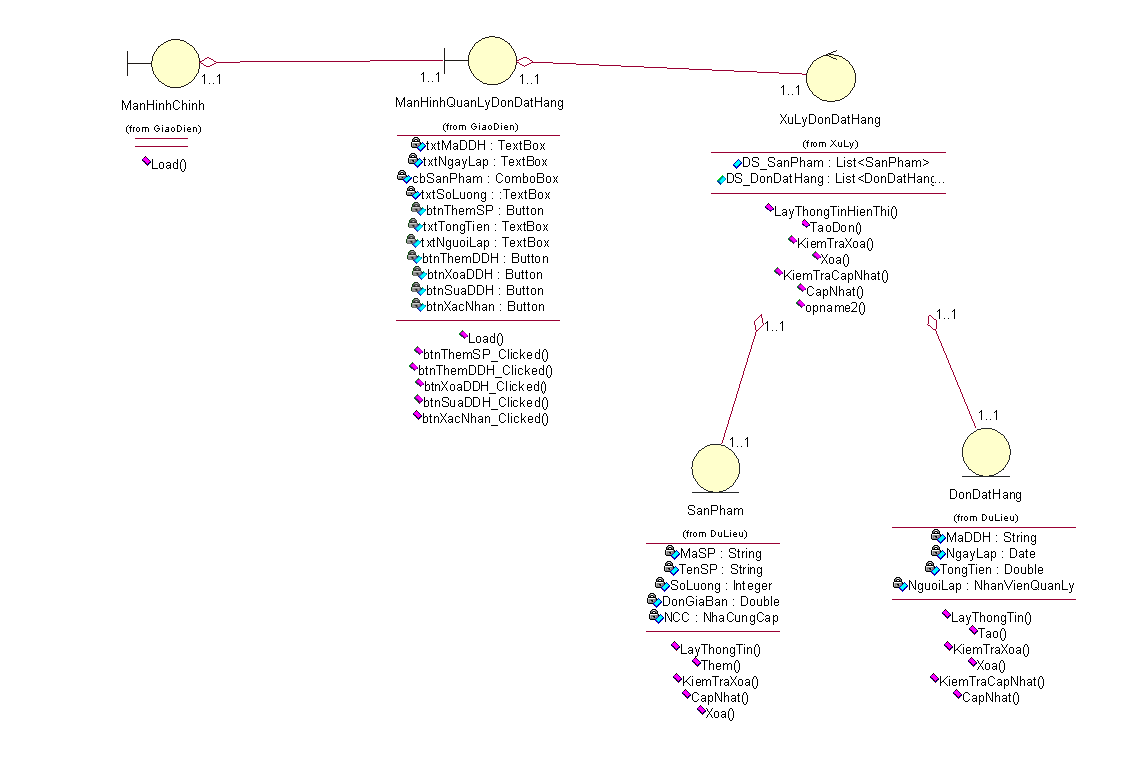 1..1
1..1
1..1
1..1
ManHinhChinh
(from GiaoDien)
Load()
ManHinhQuanLyDonDatHang
(from GiaoDien)
txtMaDDH : TextBox
txtNgayLap : TextBox
cbSanPham : ComboBox
txtSoLuong : :TextBox
btnThemSP : Button
txtTongTien : TextBox
txtNguoiLap : TextBox
btnThemDDH : Button
btnXoaDDH : Button
btnSuaDDH : Button
btnXacNhan : Button
Load()
btnThemSP_Clicked()
btnThemDDH_Clicked()
btnXoaDDH_Clicked()
btnSuaDDH_Clicked()
btnXacNhan_Clicked()
XuLyDonDatHang
(from XuLy)
DS_SanPham : List<SanPham>
DS_DonDatHang : List<DonDatHang...
LayThongTinHienThi()
TaoDon()
KiemTraXoa()
Xoa()
KiemTraCapNhat()
CapNhat()
opname2()
1..1
1..1
1..1
1..1
SanPham
(from DuLieu)
MaSP : String
TenSP : String
SoLuong : Integer
DonGiaBan : Double
NCC : NhaCungCap
LayThongTin()
Them()
KiemTraXoa()
CapNhat()
Xoa()
DonDatHang
(from DuLieu)
MaDDH : String
NgayLap : Date
TongTien : Double
NguoiLap : NhanVienQuanLy
LayThongTin()
Tao()
KiemTraXoa()
Xoa()
KiemTraCapNhat()
CapNhat()